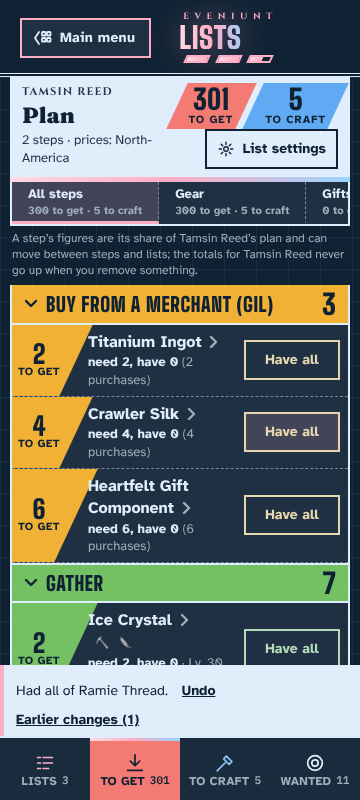 Main menu
EVENIUNT
LISTS
TAMSIN REED
Plan
2 steps · prices: North-
America
301
TO GET
5
TO CRAFT
List settings
All steps
300 to get · 5 to craft
Gear
300 to get · 5 to craft
Gifts
0 to
A step's figures are its share of Tamsin Reed's plan and can
move between steps and lists; the totals for Tamsin Reed never
go up when you remove something.
BUY FROM A MERCHANT (GIL)
3
2
TO GET
Titanium Ingot
need 2, have 0 (2
purchases)
Have all
4
TO GET
Crawler Silk
need 4, have 0 (4
purchases)
Have all
6
TO GET
Heartfelt Gift
Component
need 6, have 0 (6
purchases)
Have all
GATHER
7
2
TO GET
Ice Crystal
need 2, have 0 · Lv. 30
Have all
Had all of Ramie Thread.
Undo
Earlier changes (1)
LISTS 3
TO GET 301
TO CRAFT 5
WANTED 11